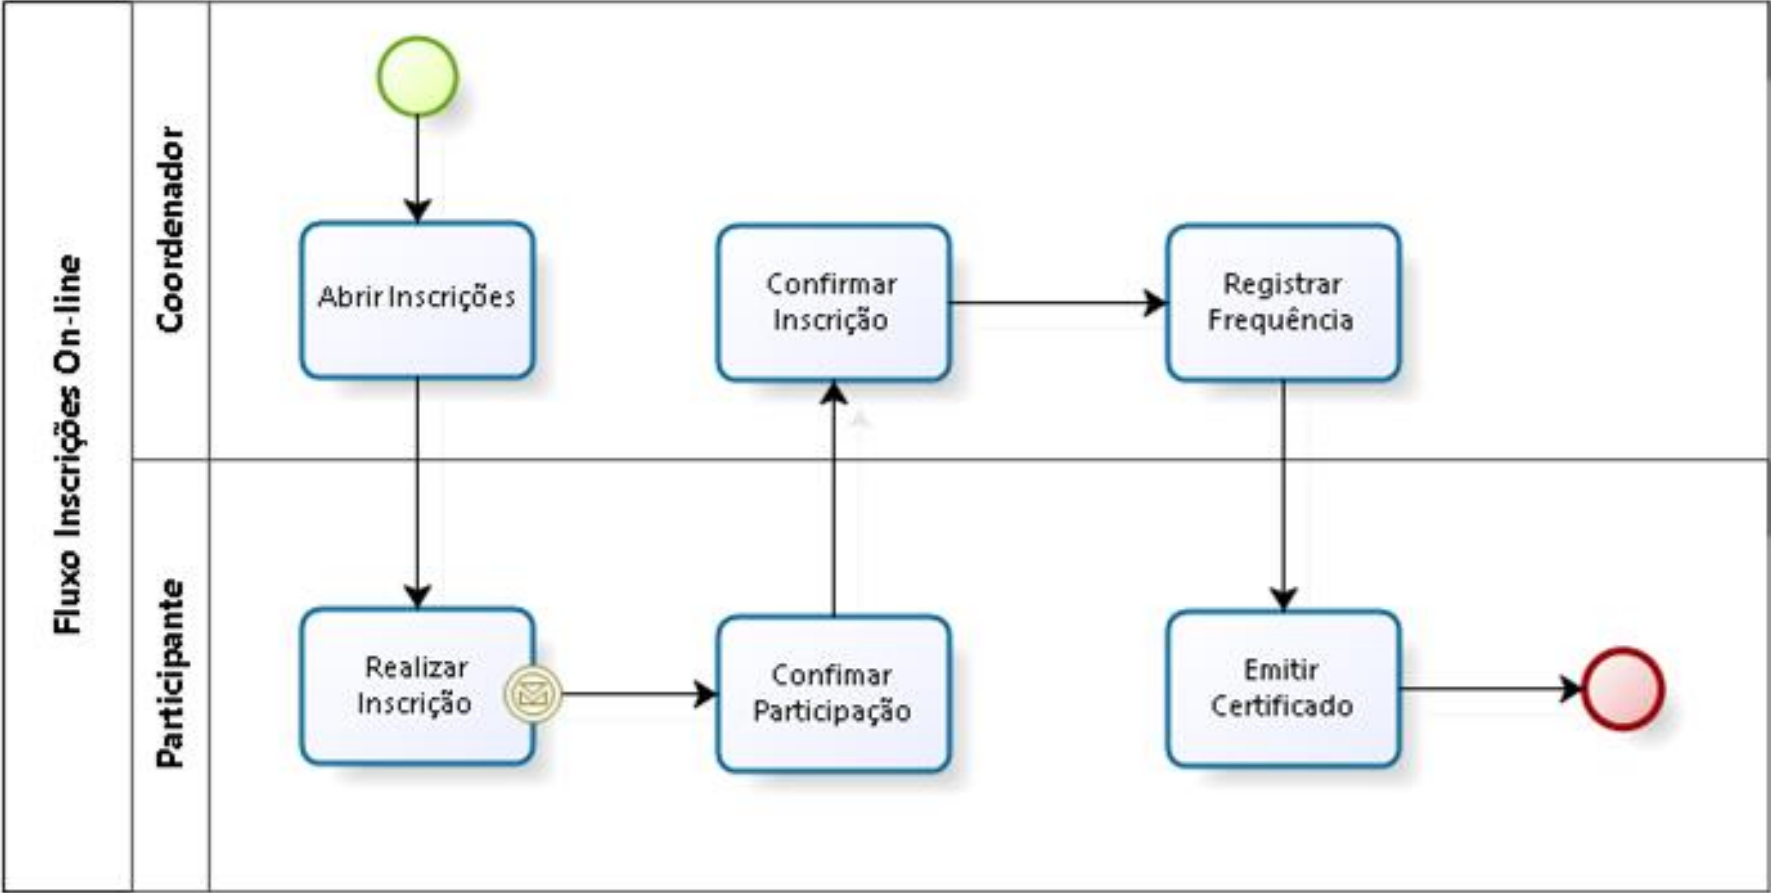 Fluxo Inscrições On-line
Coordenador
Abrir Inscrições
Confirmar
Inscrição
Registrar
Frequência
Participante
Realizar
Inscrição
Confimar
Participação
Emitir
Certificado